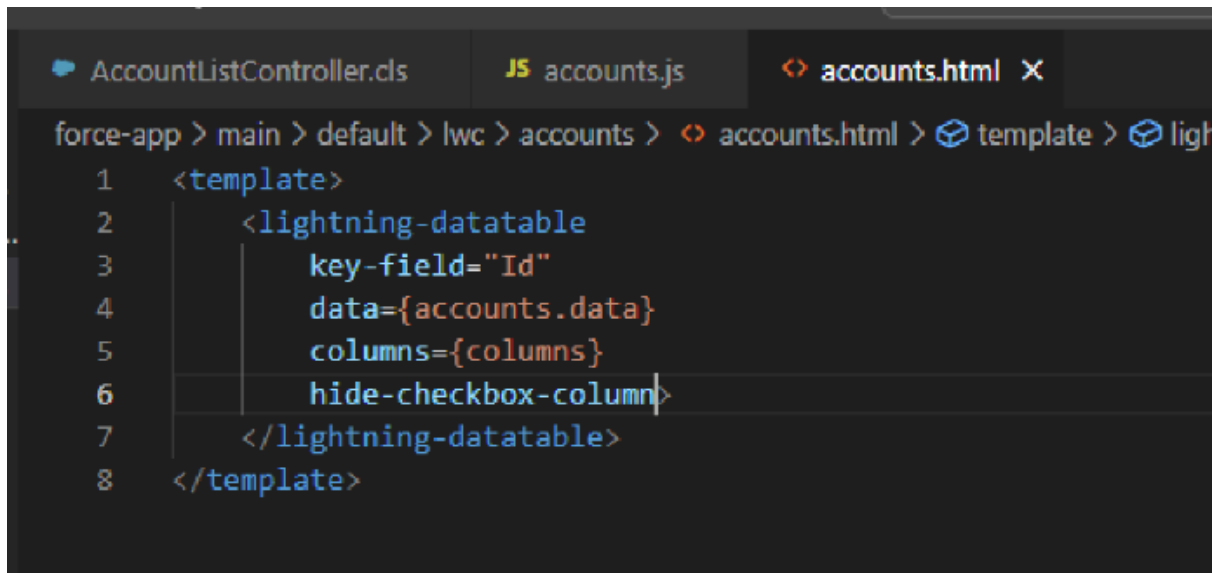 AccountListController.cls JS accounts.js <> accounts.html ×
force-app > main > default > lwc > accounts > <> accounts.html > template >
1 <template>
2 <lightning-datatable
3 key-field="Id"
4 data={accounts.data}
5 columns={columns}
6 hide-checkbox-column>
7 </lightning-datatable>
8 </template>